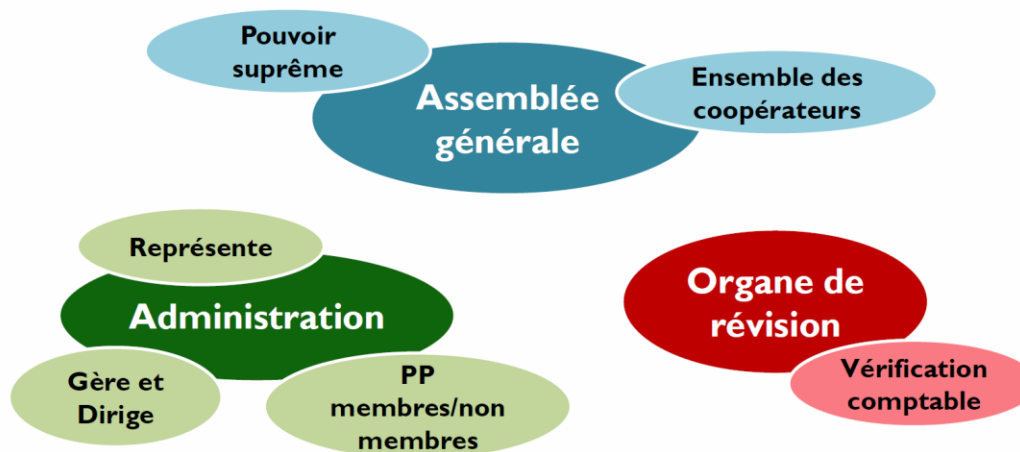 Pouvoir
suprême
Assemblée
générale
Ensemble des
coopérateurs
Représente
Administration
Gère et
Dirige
PP
membres/non
membres
Organe de
révision
Vérification
comptable